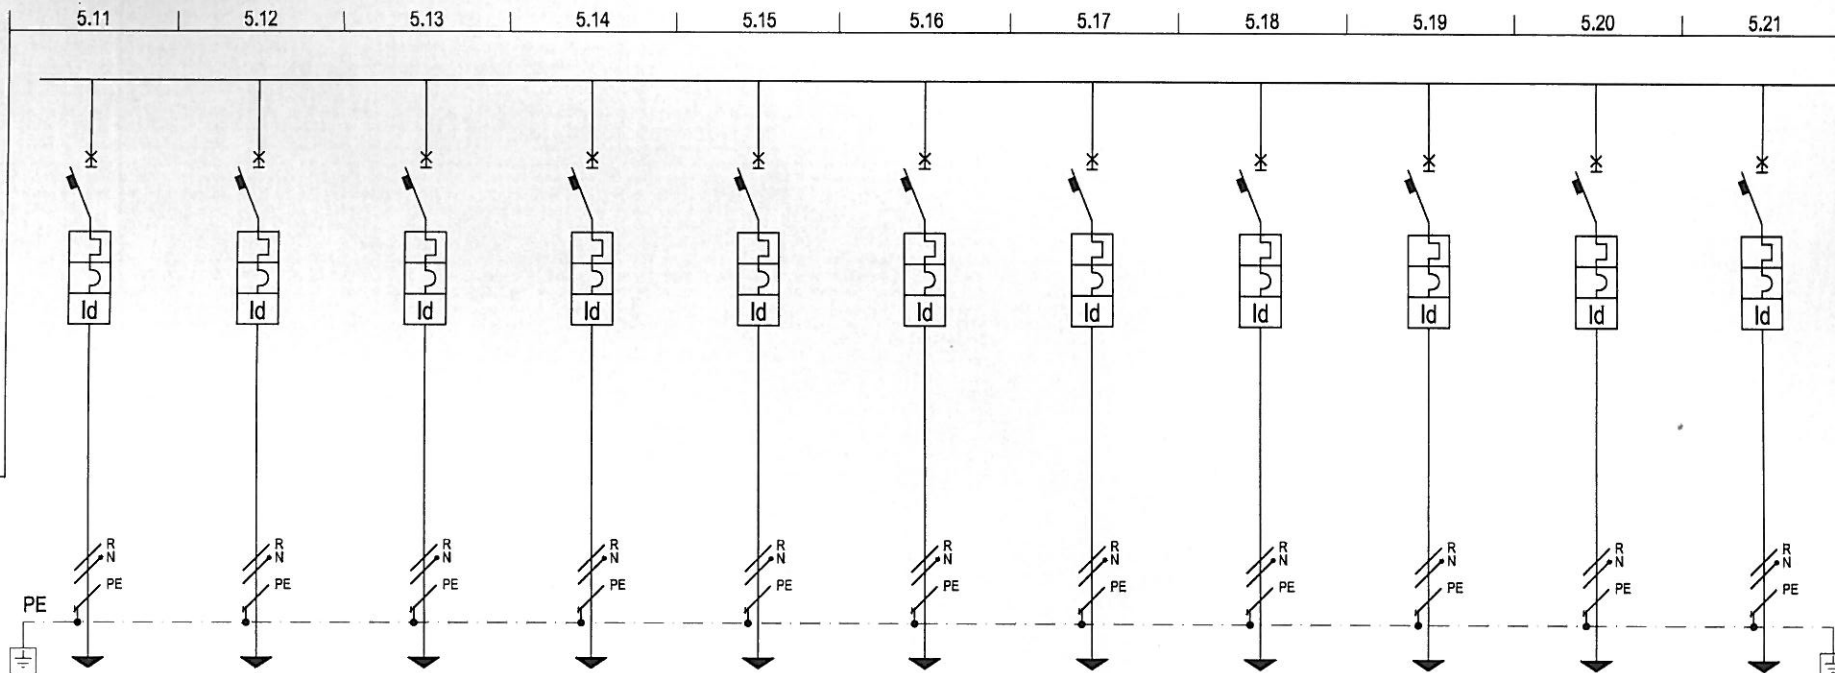 5.11 5.12 5.13 5.14 5.15 5.16 5.17 5.18 5.19 5.20 5.21
Id Id Id Id Id Id Id Id Id Id Id
R R R R R R R R R R R
N N N N N N N N N N N
PE PE PE PE PE PE PE PE PE PE PE
PE